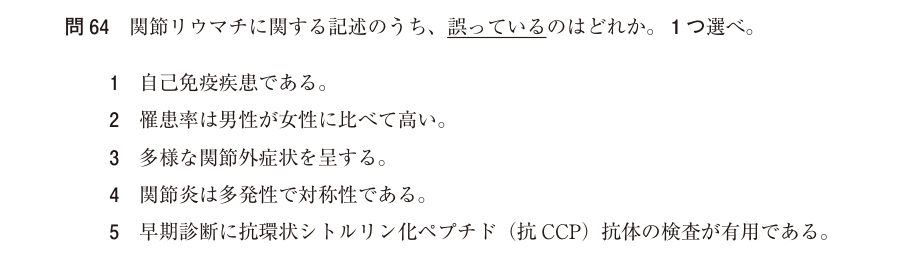 問64 関節リウマチに関する記述のうち、誤っているのはどれか。1つ選べ。
1 自己免疫疾患である。
2 罹患率は男性が女性に比べて高い。
3 多様な関節外症状を呈する。
4 関節炎は多発性で対称性である。
5 早期診断に抗環状シトルリン化ペプチド（抗CCP）抗体の検査が有用である。